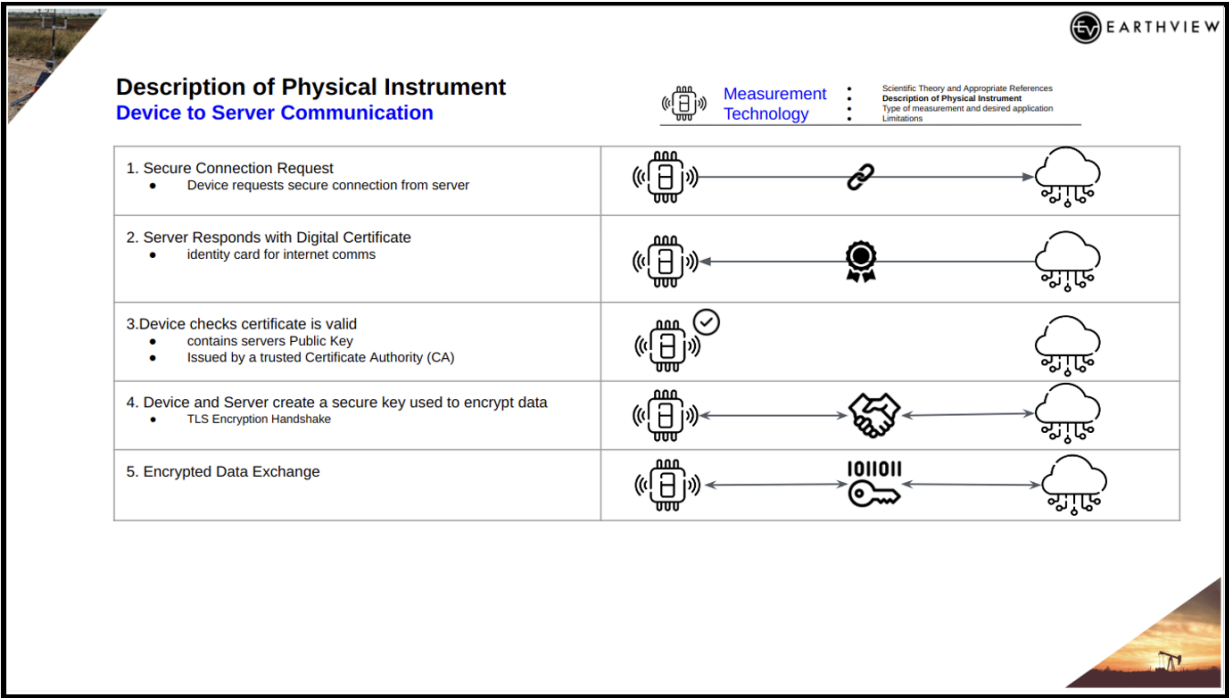 EARTHVIEW
Description of Physical Instrument
Device to Server Communication
Measurement
Technology
● Scientific Theory and Appropriate References
● Description of Physical Instrument
● Type of measurement and desired application
● Limitations
1. Secure Connection Request
● Device requests secure connection from server
2. Server Responds with Digital Certificate
● identity card for internet comms
3.Device checks certificate is valid
● contains servers Public Key
● Issued by a trusted Certificate Authority (CA)
4. Device and Server create a secure key used to encrypt data
● TLS Encryption Handshake
5. Encrypted Data Exchange
1011011